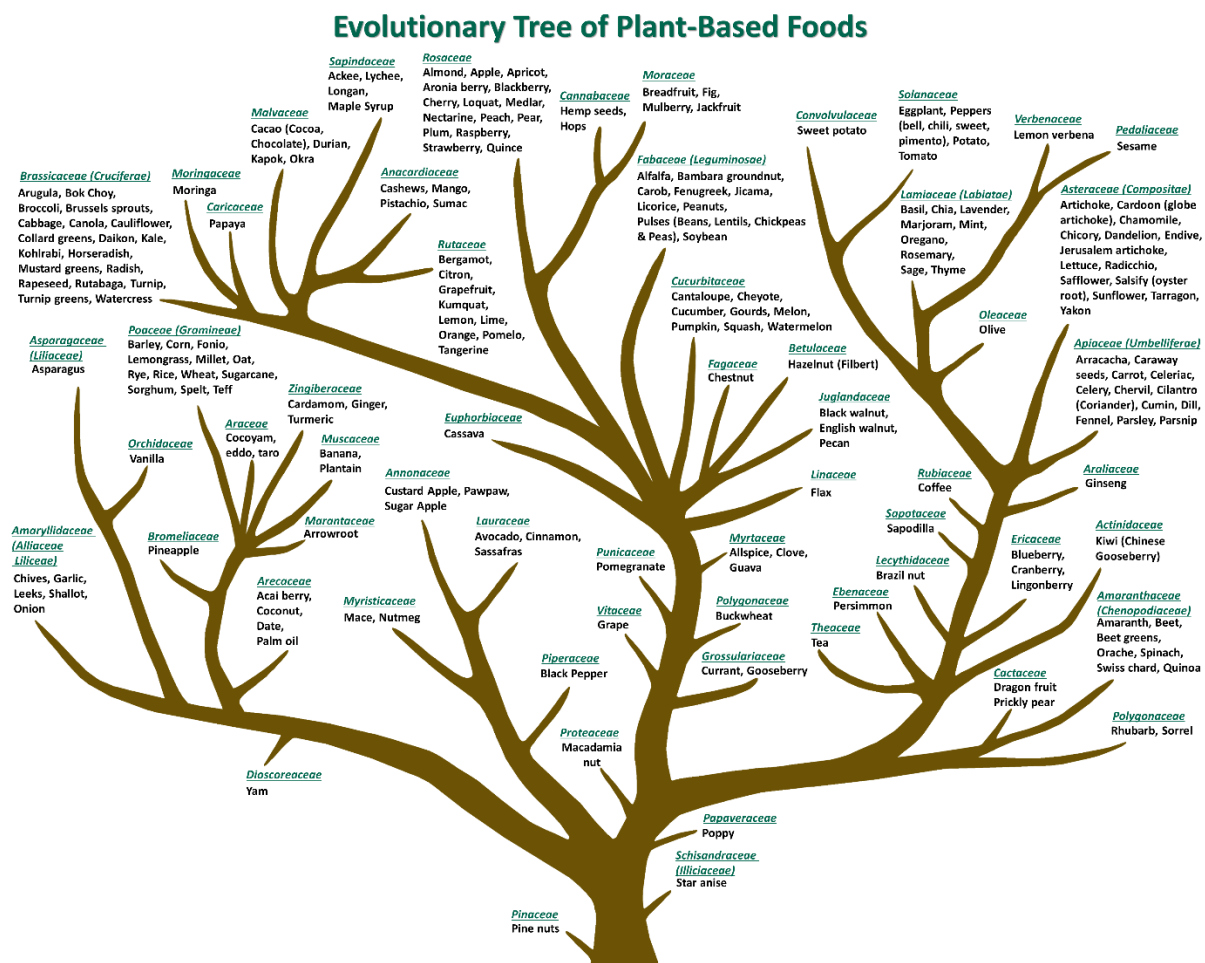 Evolutionary Tree of Plant-Based Foods
Sapindaceae
Ackee, Lychee,
Longan,
Maple Syrup
Rosaceae
Almond, Apple, Apricot,
Aronia berry, Blackberry,
Cherry, Loquat, Medlar,
Nectarine, Peach, Pear,
Plum, Raspberry,
Strawberry, Quince
Cannabaceae
Hemp seeds,
Hops
Moraceae
Breadfruit, Fig,
Mulberry, Jackfruit
Malvaceae
Cacao (Cocoa,
Chocolate), Durian,
Kapok, Okra
Convolvulaceae
Sweet potato
Solanaceae
Eggplant, Peppers
(bell, chili, sweet,
pimento), Potato,
Tomato
Verbenaceae
Lemon verbena
Pedaliaceae
Sesame
Brassicaceae (Cruciferae)
Arugula, Bok Choy,
Broccoli, Brussels sprouts,
Cabbage, Canola, Cauliflower,
Collard greens, Daikon, Kale,
Kohlrabi, Horseradish,
Mustard greens, Radish,
Rapeseed, Rutabaga, Turnip,
Turnip greens, Watercress
Moringaceae
Moringa
Caricaceae
Papaya
Anacardiaceae
Cashews, Mango,
Pistachio, Sumac
Fabaceae (Leguminosae)
Alfalfa, Bambara groundnut,
Carob, Fenugreek, Jicama,
Licorice, Peanuts,
Pulses (Beans, Lentils, Chickpeas
& Peas), Soybean
Lamiaceae (Labiatae)
Basil, Chia, Lavender,
Marjoram, Mint,
Oregano,
Rosemary,
Sage, Thyme
Asteraceae (Compositae)
Artichoke, Cardoon (globe
artichoke), Chamomile,
Chicory, Dandelion, Endive,
Jerusalem artichoke,
Lettuce, Radicchio,
Safflower, Salsify (oyster
root), Sunflower, Tarragon,
Yakon
Rutaceae
Bergamot,
Citron,
Grapefruit,
Kumquat,
Lemon, Lime,
Orange, Pomelo,
Tangerine
Cucurbitaceae
Cantaloupe, Cheyote,
Cucumber, Gourds, Melon,
Pumpkin, Squash, Watermelon
Oleaceae
Olive
Asparagaceae
(Liliaceae)
Asparagus
Poaceae (Gramineae)
Barley, Corn, Fonio,
Lemongrass, Millet, Oat,
Rye, Rice, Wheat, Sugarcane,
Sorghum, Spelt, Teff
Fagaceae
Chestnut
Betulaceae
Hazelnut (Filbert)
Apiaceae (Umbelliferae)
Arracacha, Caraway
seeds, Carrot, Celeriac,
Celery, Chervil, Cilantro
(Coriander), Cumin, Dill,
Fennel, Parsley, Parsnip
Zingiberaceae
Cardamom, Ginger,
Turmeric
Juglandaceae
Black walnut,
English walnut,
Pecan
Euphorbiaceae
Cassava
Araceae
Cocoyam,
eddo, taro
Muscaceae
Banana,
Plantain
Orchidaceae
Vanilla
Annonaceae
Custard Apple, Pawpaw,
Sugar Apple
Linaceae
Flax
Rubiaceae
Coffee
Araliaceae
Ginseng
Amaryllidaceae
(Alliaceae
Liliceae)
Chives, Garlic,
Leeks, Shallot,
Onion
Bromeliaceae
Pineapple
Marantaceae
Arrowroot
Lauraceae
Avocado, Cinnamon,
Sassafras
Sapotaceae
Sapodilla
Actinidaceae
Kiwi (Chinese
Gooseberry)
Punicaceae
Pomegranate
Myrtaceae
Allspice, Clove,
Guava
Ericaceae
Blueberry,
Cranberry,
Lingonberry
Lecythidaceae
Brazil nut
Arecaceae
Acai berry,
Coconut,
Date,
Palm oil
Myristicaceae
Mace, Nutmeg
Vitaceae
Grape
Polygonaceae
Buckwheat
Ebenaceae
Persimmon
Amaranthaceae
(Chenopodiaceae)
Amaranth, Beet,
Beet greens,
Orache, Spinach,
Swiss chard, Quinoa
Theaceae
Tea
Piperaceae
Black Pepper
Grossulariaceae
Currant, Gooseberry
Cactaceae
Dragon fruit
Prickly pear
Polygonaceae
Rhubarb, Sorrel
Proteaceae
Macadamia
nut
Dioscoreaceae
Yam
Papaveraceae
Poppy
Schisandraceae
(Illiciaceae)
Star anise
Pinaceae
Pine nuts